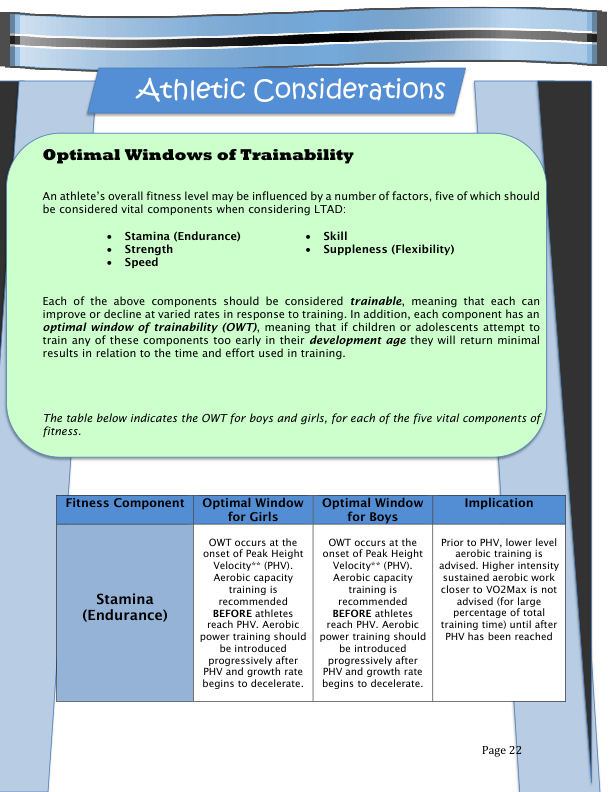 Athletic Considerations
Optimal Windows of Trainability
An athlete's overall fitness level may be influenced by a number of factors, five of which should
be considered vital components when considering LTAD:
• Stamina (Endurance)
• Strength
• Speed
• Skill
• Suppleness (Flexibility)
Each of the above components should be considered trainable, meaning that each can
improve or decline at varied rates in response to training. In addition, each component has an
optimal window of trainability (OWT), meaning that if children or adolescents attempt to
train any of these components too early in their development age they will return minimal
results in relation to the time and effort used in training.
The table below indicates the OWT for boys and girls, for each of the five vital components of
fitness.
Fitness Component
Optimal Window
for Girls
Optimal Window
for Boys
Implication
Stamina
(Endurance)
OWT occurs at the
onset of Peak Height
Velocity** (PHV).
Aerobic capacity
training is
recommended
BEFORE athletes
reach PHV. Aerobic
power training should
be introduced
progressively after
PHV and growth rate
begins to decelerate.
OWT occurs at the
onset of Peak Height
Velocity** (PHV).
Aerobic capacity
training is
recommended
BEFORE athletes
reach PHV. Aerobic
power training should
be introduced
progressively after
PHV and growth rate
begins to decelerate.
Prior to PHV, lower level
aerobic training is
advised. Higher intensity
sustained aerobic work
closer to VO2Max is not
advised (for large
percentage of total
training time) until after
PHV has been reached
Page 22